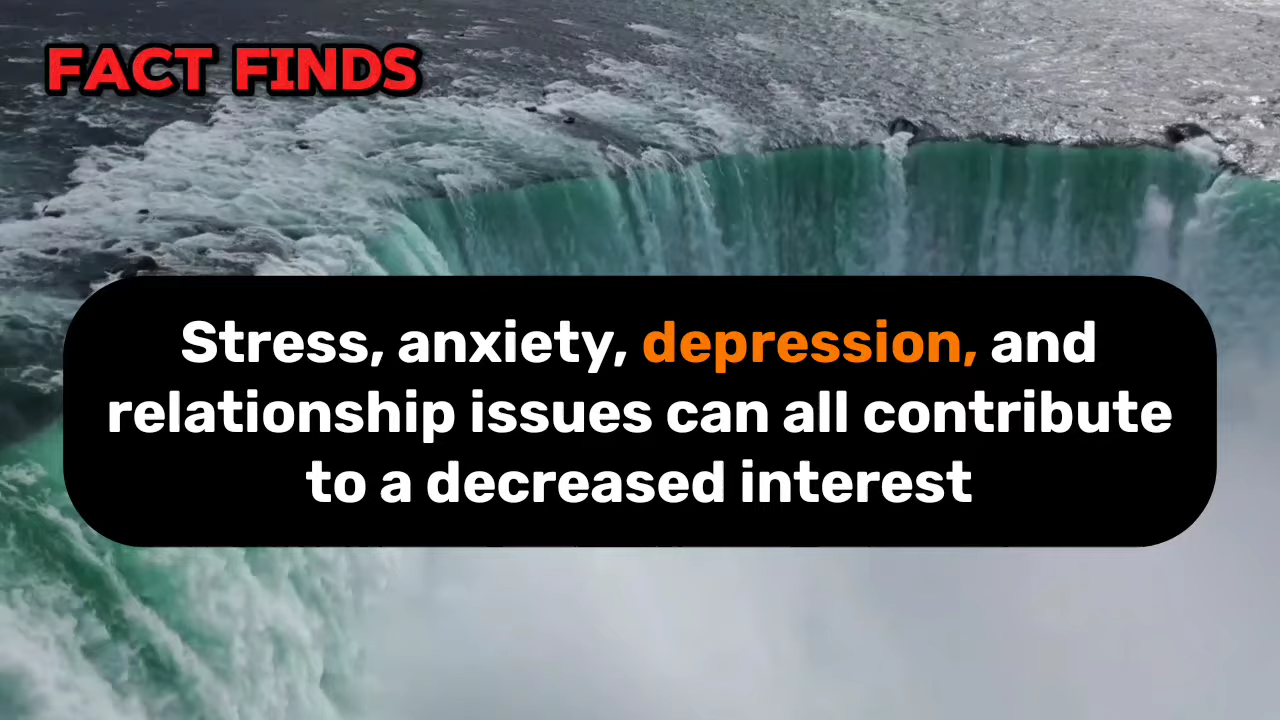 FACT FINDS
Stress, anxiety, depression, and
relationship issues can all contribute
to a decreased interest